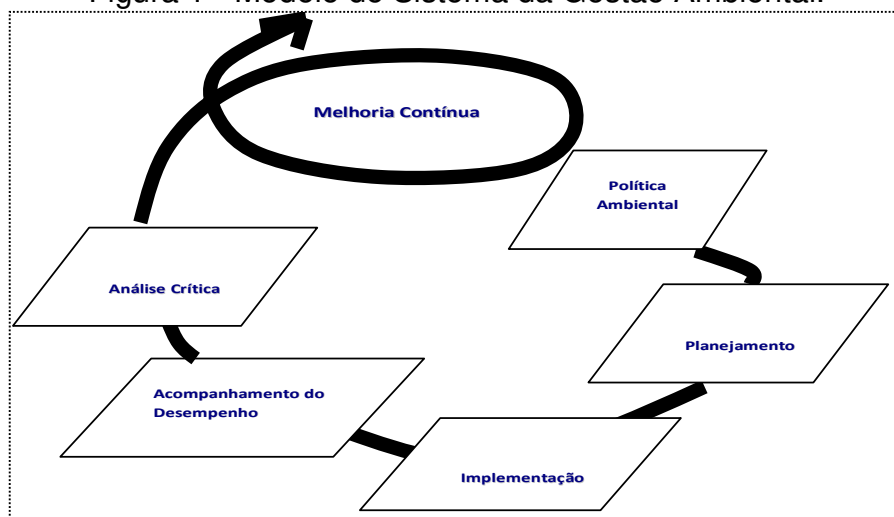 Melhoria Contínua
Política
Ambiental
Análise Crítica
Planejamento
Acompanhamento do
Desempenho
Implementação